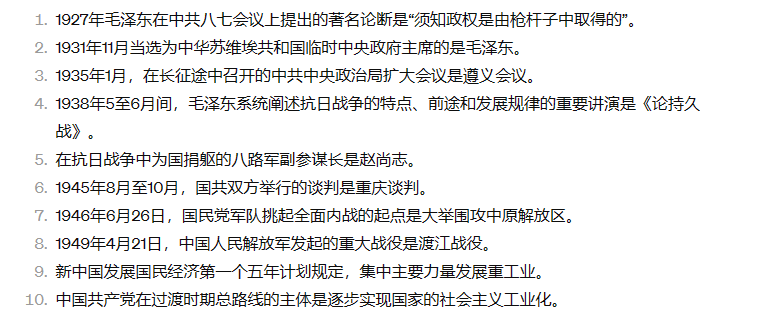 1. 1927年毛泽东在中共八七会议上提出的著名论断是“须知政权是由枪杆子中取得的”。
2. 1931年11月当选为中华苏维埃共和国临时中央政府主席的是毛泽东。
3. 1935年1月，在长征途中召开的中共中央政治局扩大会议是遵义会议。
4. 1938年5至6月间，毛泽东系统阐述抗日战争的特点、前途和发展规律的重要讲演是《论持久
战》。
5. 在抗日战争中为国捐躯的八路军副参谋长是赵尚志。
6. 1945年8月至10月，国共双方举行的谈判是重庆谈判。
7. 1946年6月26日，国民党军队挑起全面内战的起点是大举围攻中原解放区。
8. 1949年4月21日，中国人民解放军发起的重大战役是渡江战役。
9. 新中国发展国民经济第一个五年计划规定，集中主要力量发展重工业。
10. 中国共产党在过渡时期总路线的主体是逐步实现国家的社会主义工业化。